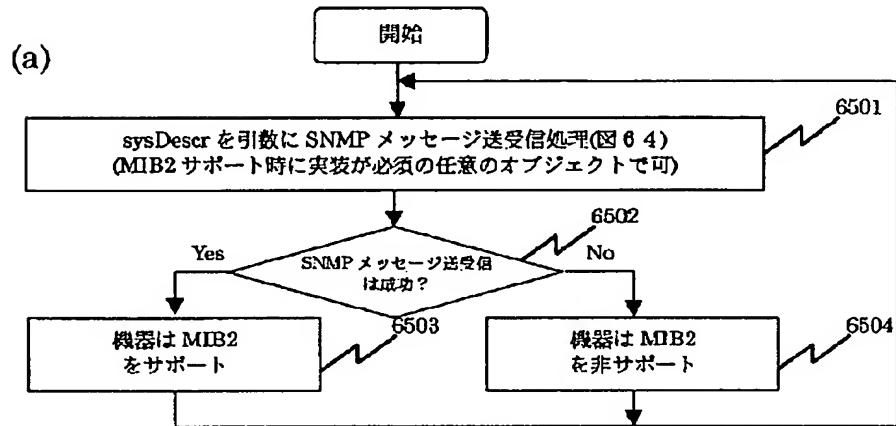 (a)
開始
6501
sysDescr を引数に SNMP メッセージ送受信処理(図６４)
(MIB2 サポート時に実装が必須の任意のオブジェクトで可)
6502
Yes
SNMP メッセージ送受信
は成功？
No
6503
機器は MIB2
をサポート
6504
機器は MIB2
を非サポート